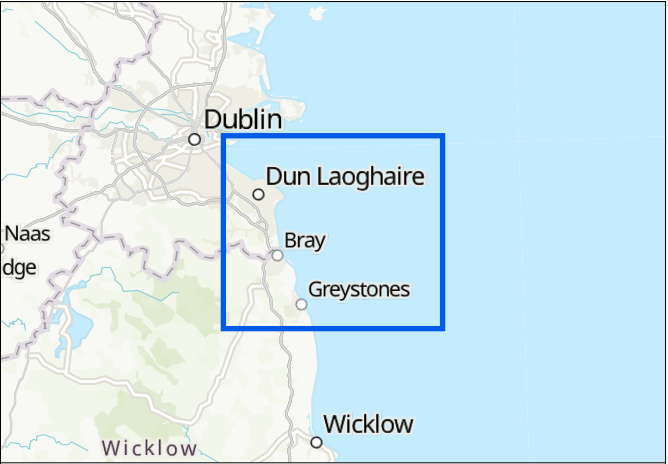 Dublin
Dun Laoghaire
Naas
Bray
dge
Greystones
Wicklow
Wicklow